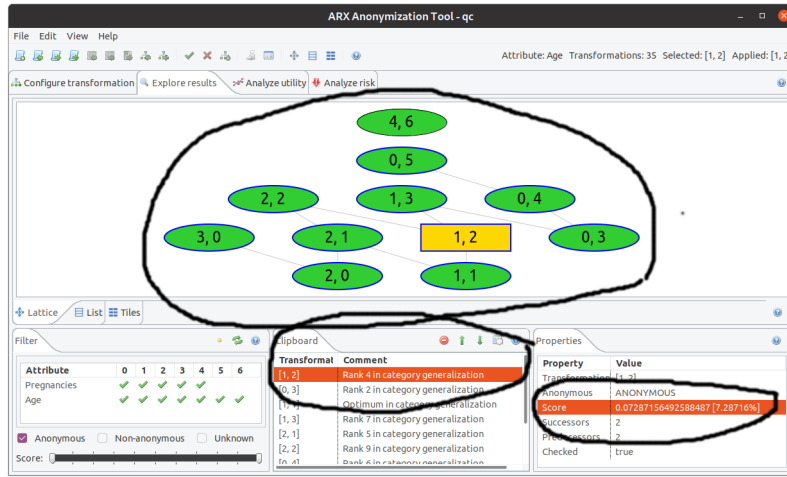 ARX Anonymization Tool - qc
File Edit View Help
Attribute: Age Transformations: 35 Selected: [1, 2] Applied: [1, 2
Configure transformation Explore results Analyze utility Analyze risk
4, 6
0, 5
2, 2 1, 3 0, 4
3, 0 2, 1 1, 2 0, 3
2, 0 1, 1
Lattice List Tiles
Filter
Attribute 0 1 2 3 4 5 6
Pregnancies
Age
Anonymous Non-anonymous Unknown
Score:
Clipboard
Transformat Comment
[1, 2] Rank 4 in category generalization
[0, 3] Rank 2 in category generalization
Optimum in category generalization
[1, 3] Rank 7 in category generalization
[2, 1] Rank 5 in category generalization
[2, 2] Rank 9 in category generalization
[0, 4] Rank 6 in category generalization
Properties
Property Value
Transformation [1, 2]
Anonymous ANONYMOUS
Score 0.07287156492588487 [7.28716%]
Successors 2
Predecessors 2
Checked true